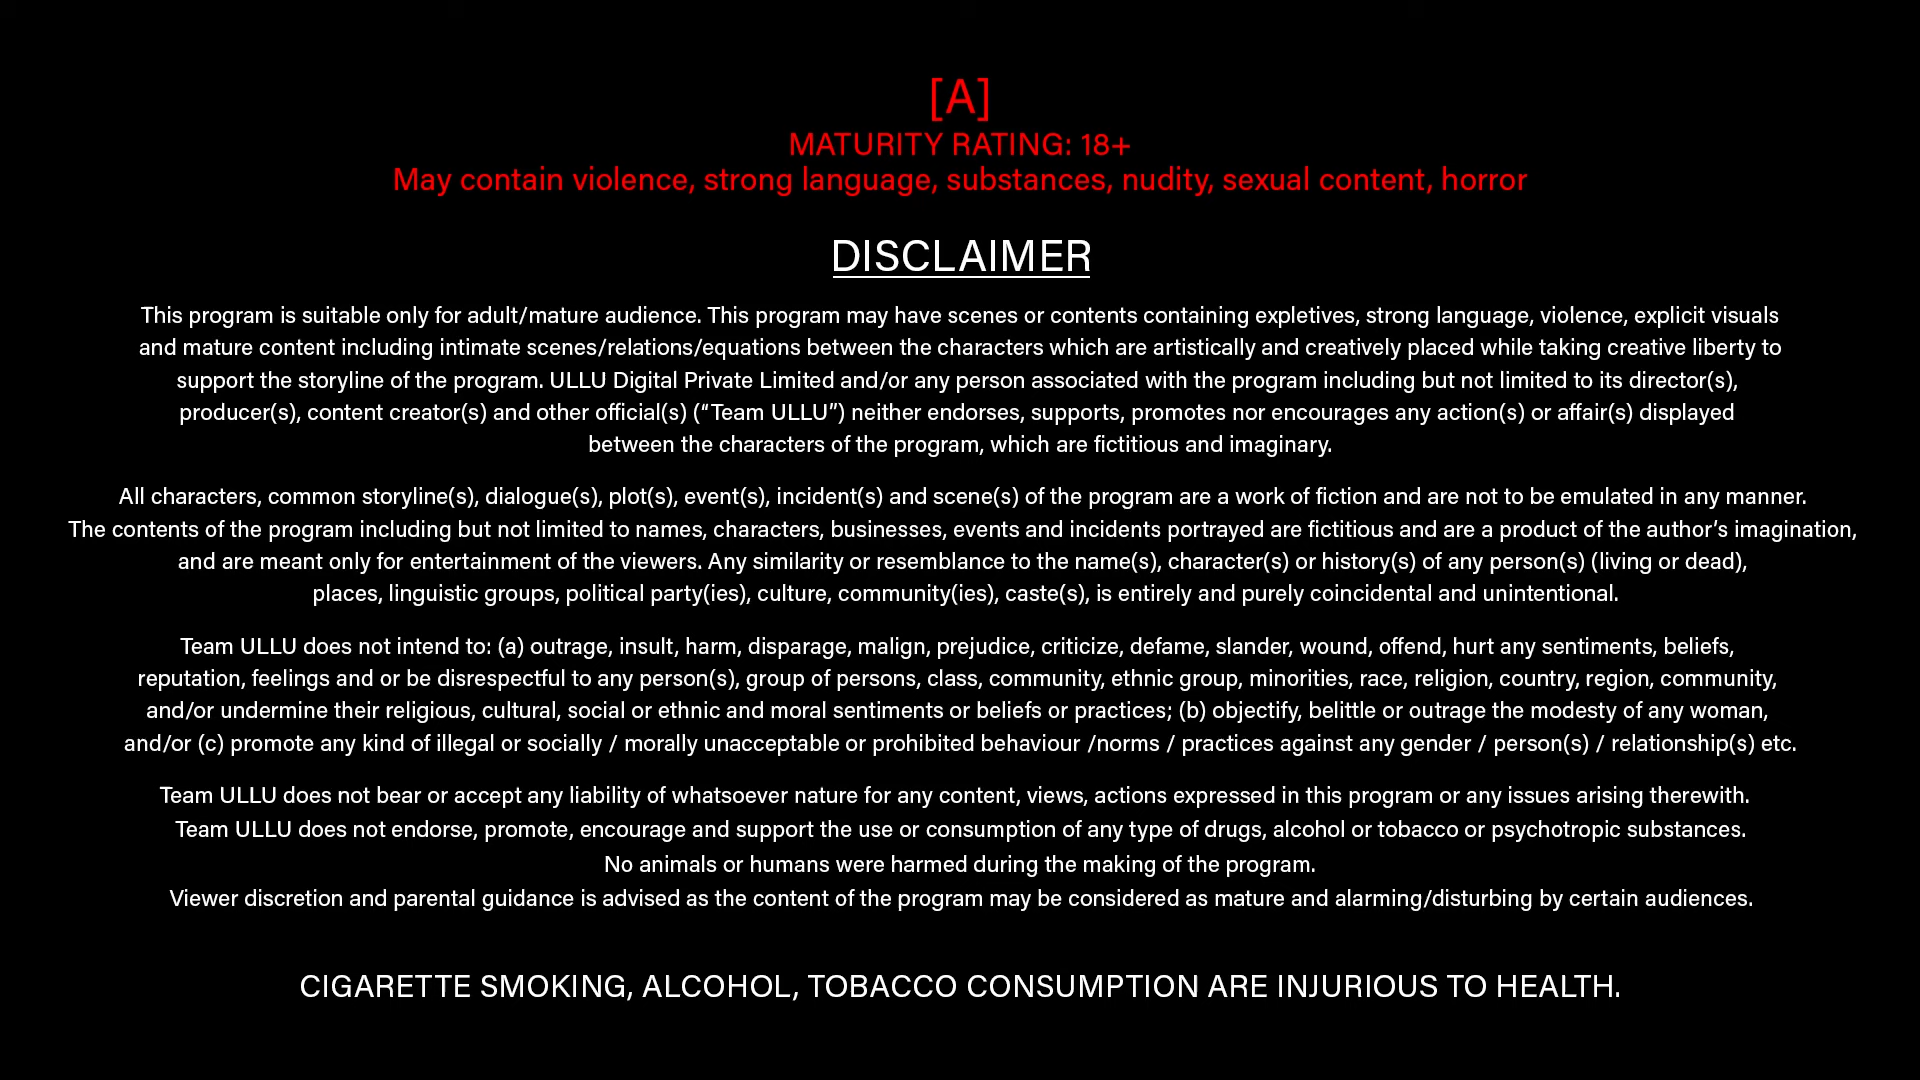 [A]
MATURITY RATING: 18+
May contain violence, strong language, substances, nudity, sexual content, horror
DISCLAIMER
This program is suitable only for adult/mature audience. This program may have scenes or contents containing expletives, strong language, violence, explicit visuals
and mature content including intimate scenes/relations/equations between the characters which are artistically and creatively placed while taking creative liberty to
support the storyline of the program. ULLU Digital Private Limited and/or any person associated with the program including but not limited to its director(s),
producer(s), content creator(s) and other official(s) (“Team ULLU”) neither endorses, supports, promotes nor encourages any action(s) or affair(s) displayed
between the characters of the program, which are fictitious and imaginary.
All characters, common storyline(s), dialogue(s), plot(s), event(s), incident(s) and scene(s) of the program are a work of fiction and are not to be emulated in any manner.
The contents of the program including but not limited to names, characters, businesses, events and incidents portrayed are fictitious and are a product of the author’s imagination,
and are meant only for entertainment of the viewers. Any similarity or resemblance to the name(s), character(s) or history(s) of any person(s) (living or dead),
places, linguistic groups, political party(ies), culture, community(ies), caste(s), is entirely and purely coincidental and unintentional.
Team ULLU does not intend to: (a) outrage, insult, harm, disparage, malign, prejudice, criticize, defame, slander, wound, offend, hurt any sentiments, beliefs,
reputation, feelings and or be disrespectful to any person(s), group of persons, class, community, ethnic group, minorities, race, religion, country, region, community,
and/or undermine their religious, cultural, social or ethnic and moral sentiments or beliefs or practices; (b) objectify, belittle or outrage the modesty of any woman,
and/or (c) promote any kind of illegal or socially / morally unacceptable or prohibited behaviour /norms / practices against any gender / person(s) / relationship(s) etc.
Team ULLU does not bear or accept any liability of whatsoever nature for any content, views, actions expressed in this program or any issues arising therewith.
Team ULLU does not endorse, promote, encourage and support the use or consumption of any type of drugs, alcohol or tobacco or psychotropic substances.
No animals or humans were harmed during the making of the program.
Viewer discretion and parental guidance is advised as the content of the program may be considered as mature and alarming/disturbing by certain audiences.
CIGARETTE SMOKING, ALCOHOL, TOBACCO CONSUMPTION ARE INJURIOUS TO HEALTH.